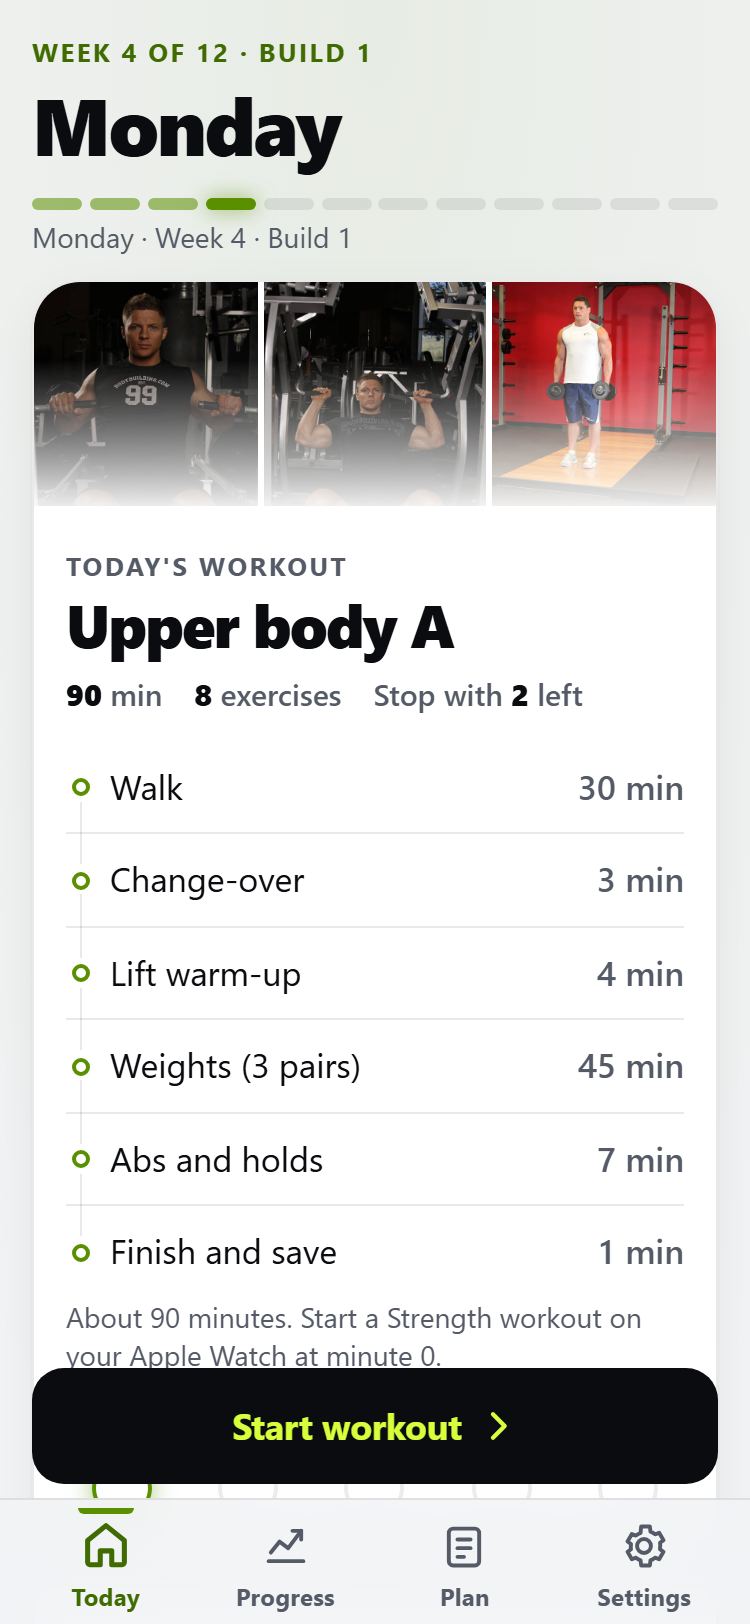 WEEK 4 OF 12 · BUILD 1
Monday
Monday · Week 4 · Build 1
BODYBUILDING.COM
99
TODAY'S WORKOUT
Upper body A
90 min 8 exercises Stop with 2 left
Walk 30 min
Change-over 3 min
Lift warm-up 4 min
Weights (3 pairs) 45 min
Abs and holds 7 min
Finish and save 1 min
About 90 minutes. Start a Strength workout on
your Apple Watch at minute 0.
Start workout
Today Progress Plan Settings